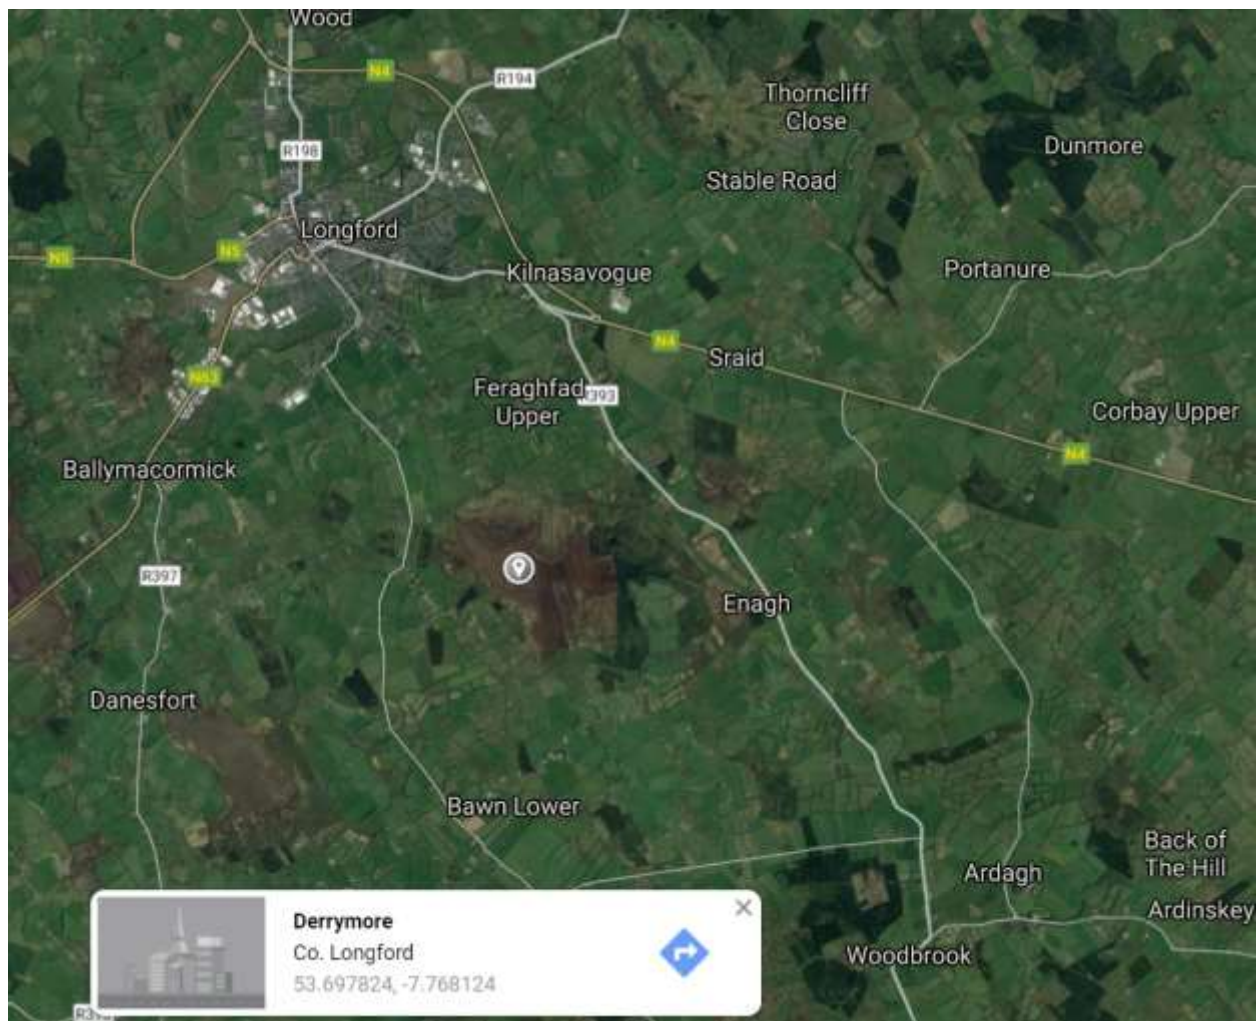 Wood
N4
R194
Thorncliff
Close
Dunmore
R198
Stable Road
Longford
N5
N5
Kilnasavogue
Portanure
N4
Sraid
N63
Feraghfad
Upper
R393
Corbay Upper
N4
Ballymacormick
R397
Enagh
Danesfort
Bawn Lower
Back of
The Hill
Ardagh
Ardinskey
Woodbrook
Derrymore
Co. Longford
53.697824, -7.768124